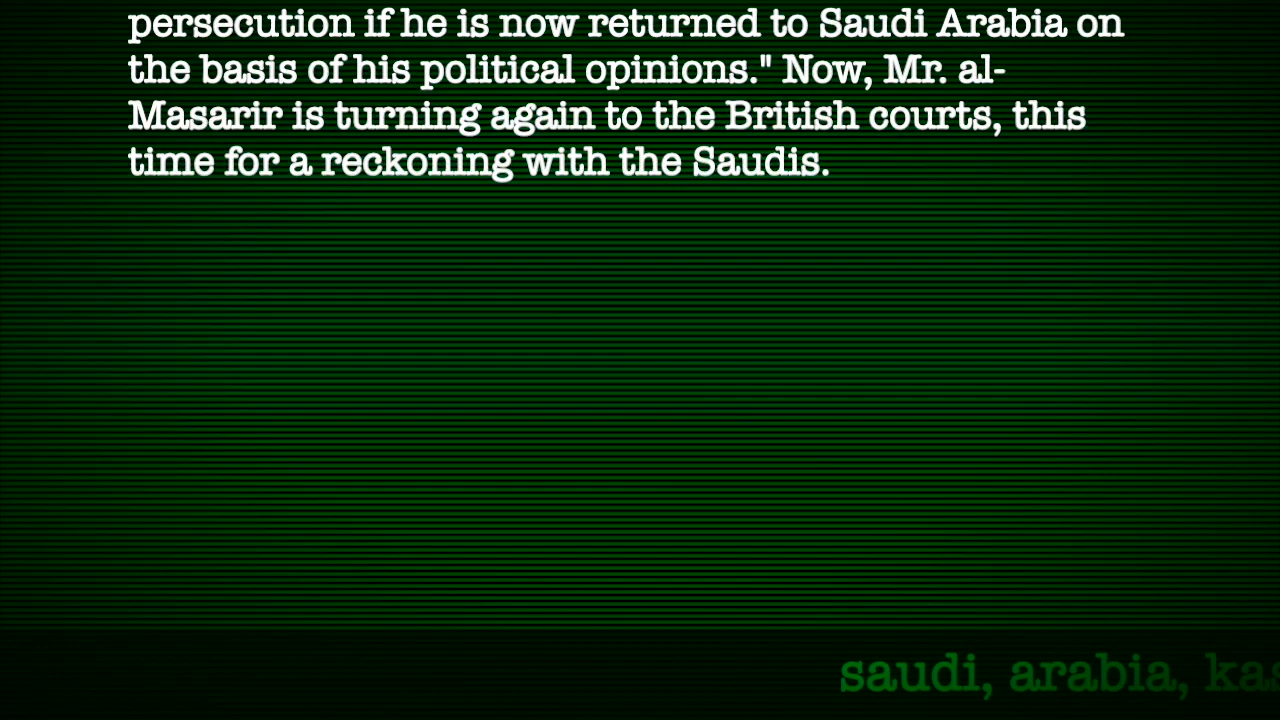 persecution if he is now returned to Saudi Arabia on
the basis of his political opinions." Now, Mr. al-
Masarir is turning again to the British courts, this
time for a reckoning with the Saudis.
saudi, arabia,